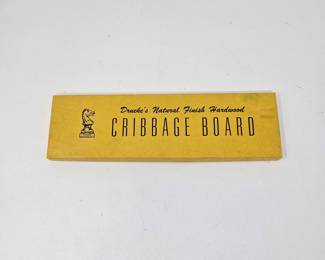 Drueke's Natural Finish Hardwood
CRIBBAGE BOARD